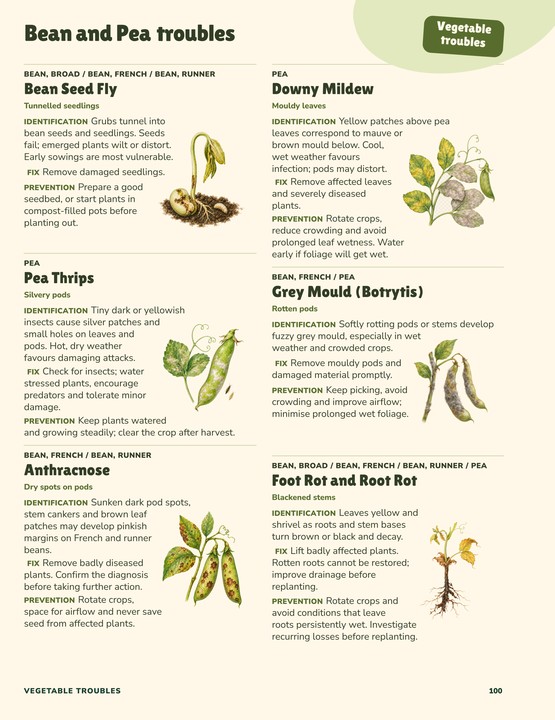 Bean and Pea troubles
Vegetable
troubles
BEAN, BROAD / BEAN, FRENCH / BEAN, RUNNER
Bean Seed Fly
Tunnelled seedlings
IDENTIFICATION Grubs tunnel into
bean seeds and seedlings. Seeds
fail; emerged plants wilt or distort.
Early sowings are most vulnerable.
FIX Remove damaged seedlings.
PREVENTION Prepare a good
seedbed, or start plants in
compost-filled pots before
planting out.
PEA
Pea Thrips
Silvery pods
IDENTIFICATION Tiny dark or yellowish
insects cause silver patches and
small holes on leaves and
pods. Hot, dry weather
favours damaging attacks.
FIX Check for insects; water
stressed plants, encourage
predators and tolerate minor
damage.
PREVENTION Keep plants watered
and growing steadily; clear the crop after harvest.
BEAN, FRENCH / BEAN, RUNNER
Anthracnose
Dry spots on pods
IDENTIFICATION Sunken dark pod spots,
stem cankers and brown leaf
patches may develop pinkish
margins on French and runner
beans.
FIX Remove badly diseased
plants. Confirm the diagnosis
before taking further action.
PREVENTION Rotate crops,
space for airflow and never save
seed from affected plants.
PEA
Downy Mildew
Mouldy leaves
IDENTIFICATION Yellow patches above pea
leaves correspond to mauve or
brown mould below. Cool,
wet weather favours
infection; pods may distort.
FIX Remove affected leaves
and severely diseased
plants.
PREVENTION Rotate crops,
reduce crowding and avoid
prolonged leaf wetness. Water
early if foliage will get wet.
BEAN, FRENCH / PEA
Grey Mould (Botrytis)
Rotten pods
IDENTIFICATION Softly rotting pods or stems develop
fuzzy grey mould, especially in wet
weather and crowded crops.
FIX Remove mouldy pods and
damaged material promptly.
PREVENTION Keep picking, avoid
crowding and improve airflow;
minimise prolonged wet foliage.
BEAN, BROAD / BEAN, FRENCH / BEAN, RUNNER / PEA
Foot Rot and Root Rot
Blackened stems
IDENTIFICATION Leaves yellow and
shrivel as roots and stem bases
turn brown or black and decay.
FIX Lift badly affected plants.
Rotten roots cannot be restored;
improve drainage before
replanting.
PREVENTION Rotate crops and
avoid conditions that leave
roots persistently wet. Investigate
recurring losses before replanting.
VEGETABLE TROUBLES
100